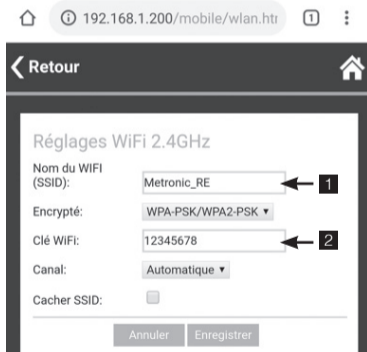 192.168.1.200/mobile/wlan.htı 1
Retour
Réglages WiFi 2.4GHz
Nom du WIFI
(SSID): Metronic_RE 1
Encrypté: WPA-PSK/WPA2-PSK
Clé WiFi: 12345678 2
Canal: Automatique
Cacher SSID:
Annuler Enregistrer